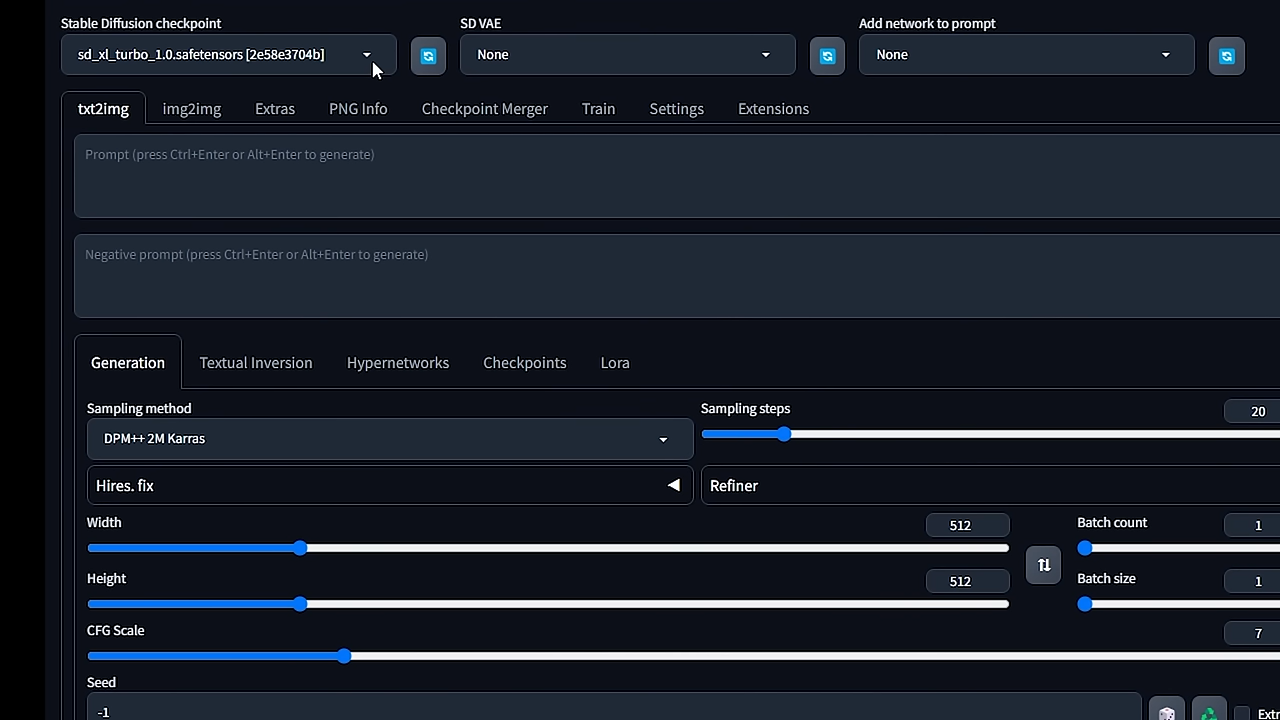 Stable Diffusion checkpoint SD VAE Add network to prompt
sd_xl_turbo_1.0.safetensors [2e58e3704b] None None
txt2img img2img Extras PNG Info Checkpoint Merger Train Settings Extensions
Prompt (press Ctrl+Enter or Alt+Enter to generate)
Negative prompt (press Ctrl+Enter or Alt+Enter to generate)
Generation Textual Inversion Hypernetworks Checkpoints Lora
Sampling method Sampling steps 20
DPM++ 2M Karras
Hires. fix Refiner
Width 512 Batch count 1
Height 512 Batch size 1
CFG Scale 7
Seed
-1 Ext